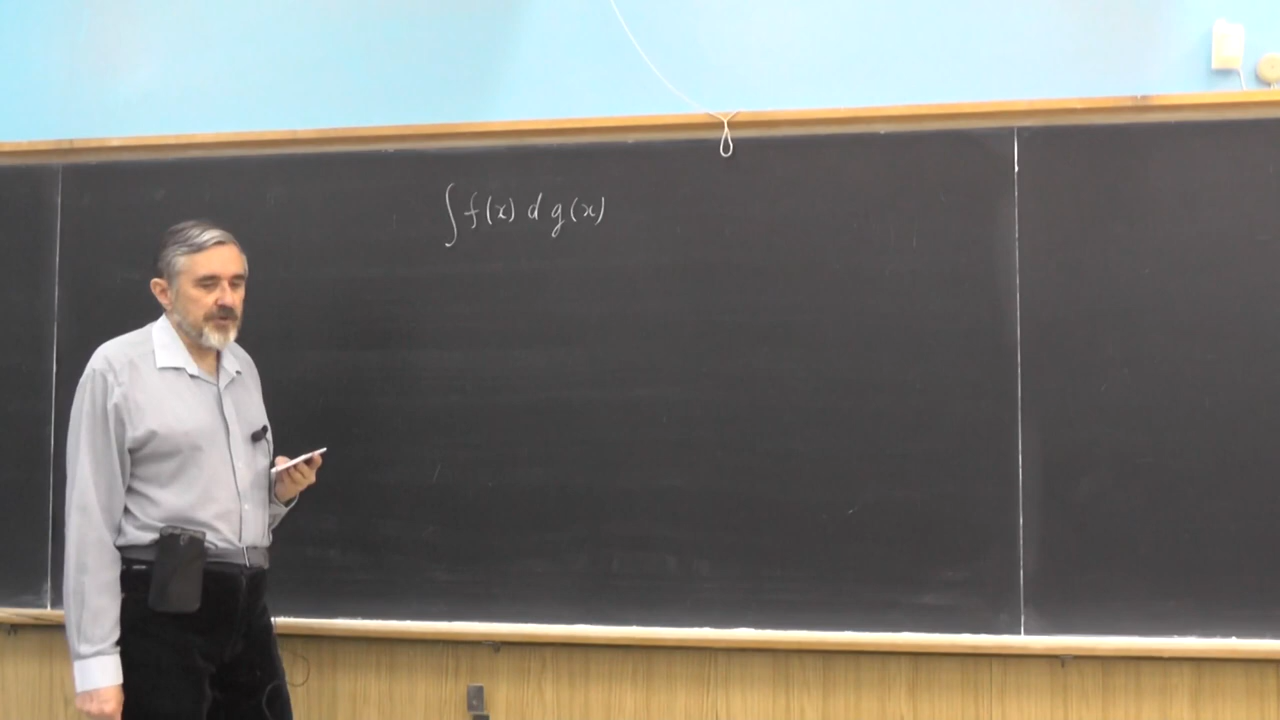 ∫ f(x) d g(x)